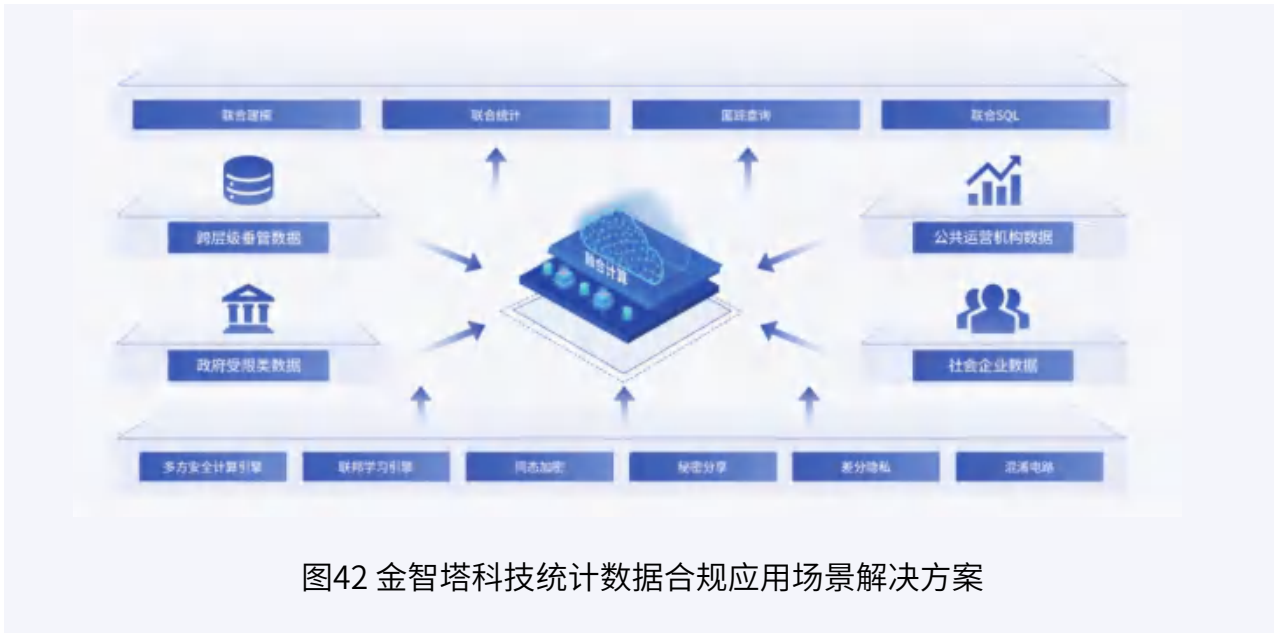 联合建模 联合统计 匿踪查询 联合SQL
跨层级垂管数据 公共运营机构数据
融合计算
政府受限类数据 社会企业数据
多方安全计算引擎 联邦学习引擎 同态加密 秘密分享 差分隐私 混淆电路
图42 金智塔科技统计数据合规应用场景解决方案